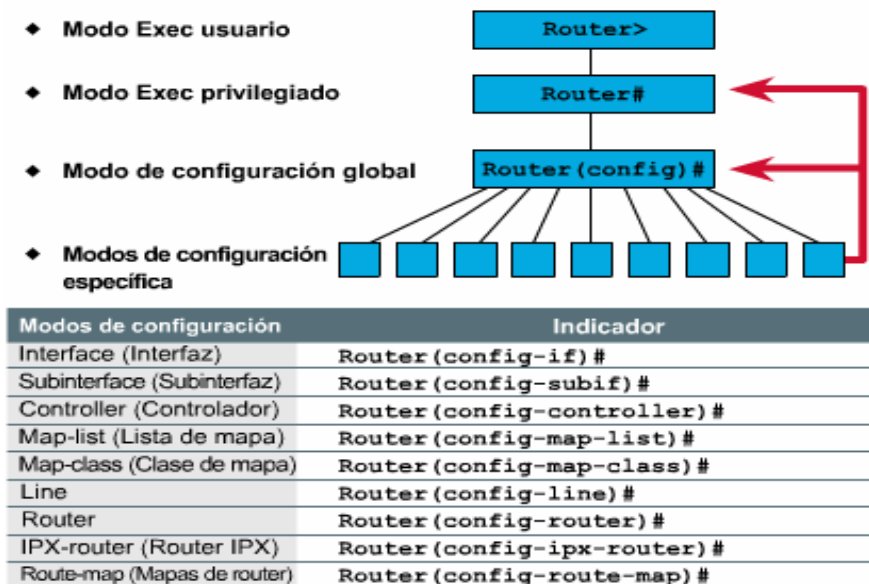 ◆ Modo Exec usuario Router>
◆ Modo Exec privilegiado Router#
◆ Modo de configuración global Router(config)#
◆ Modos de configuración
específica
Modos de configuración Indicador
Interface (Interfaz) Router(config-if)#
Subinterface (Subinterfaz) Router(config-subif)#
Controller (Controlador) Router(config-controller)#
Map-list (Lista de mapa) Router(config-map-list)#
Map-class (Clase de mapa) Router(config-map-class)#
Line Router(config-line)#
Router Router(config-router)#
IPX-router (Router IPX) Router(config-ipx-router)#
Route-map (Mapas de router) Router(config-route-map)#